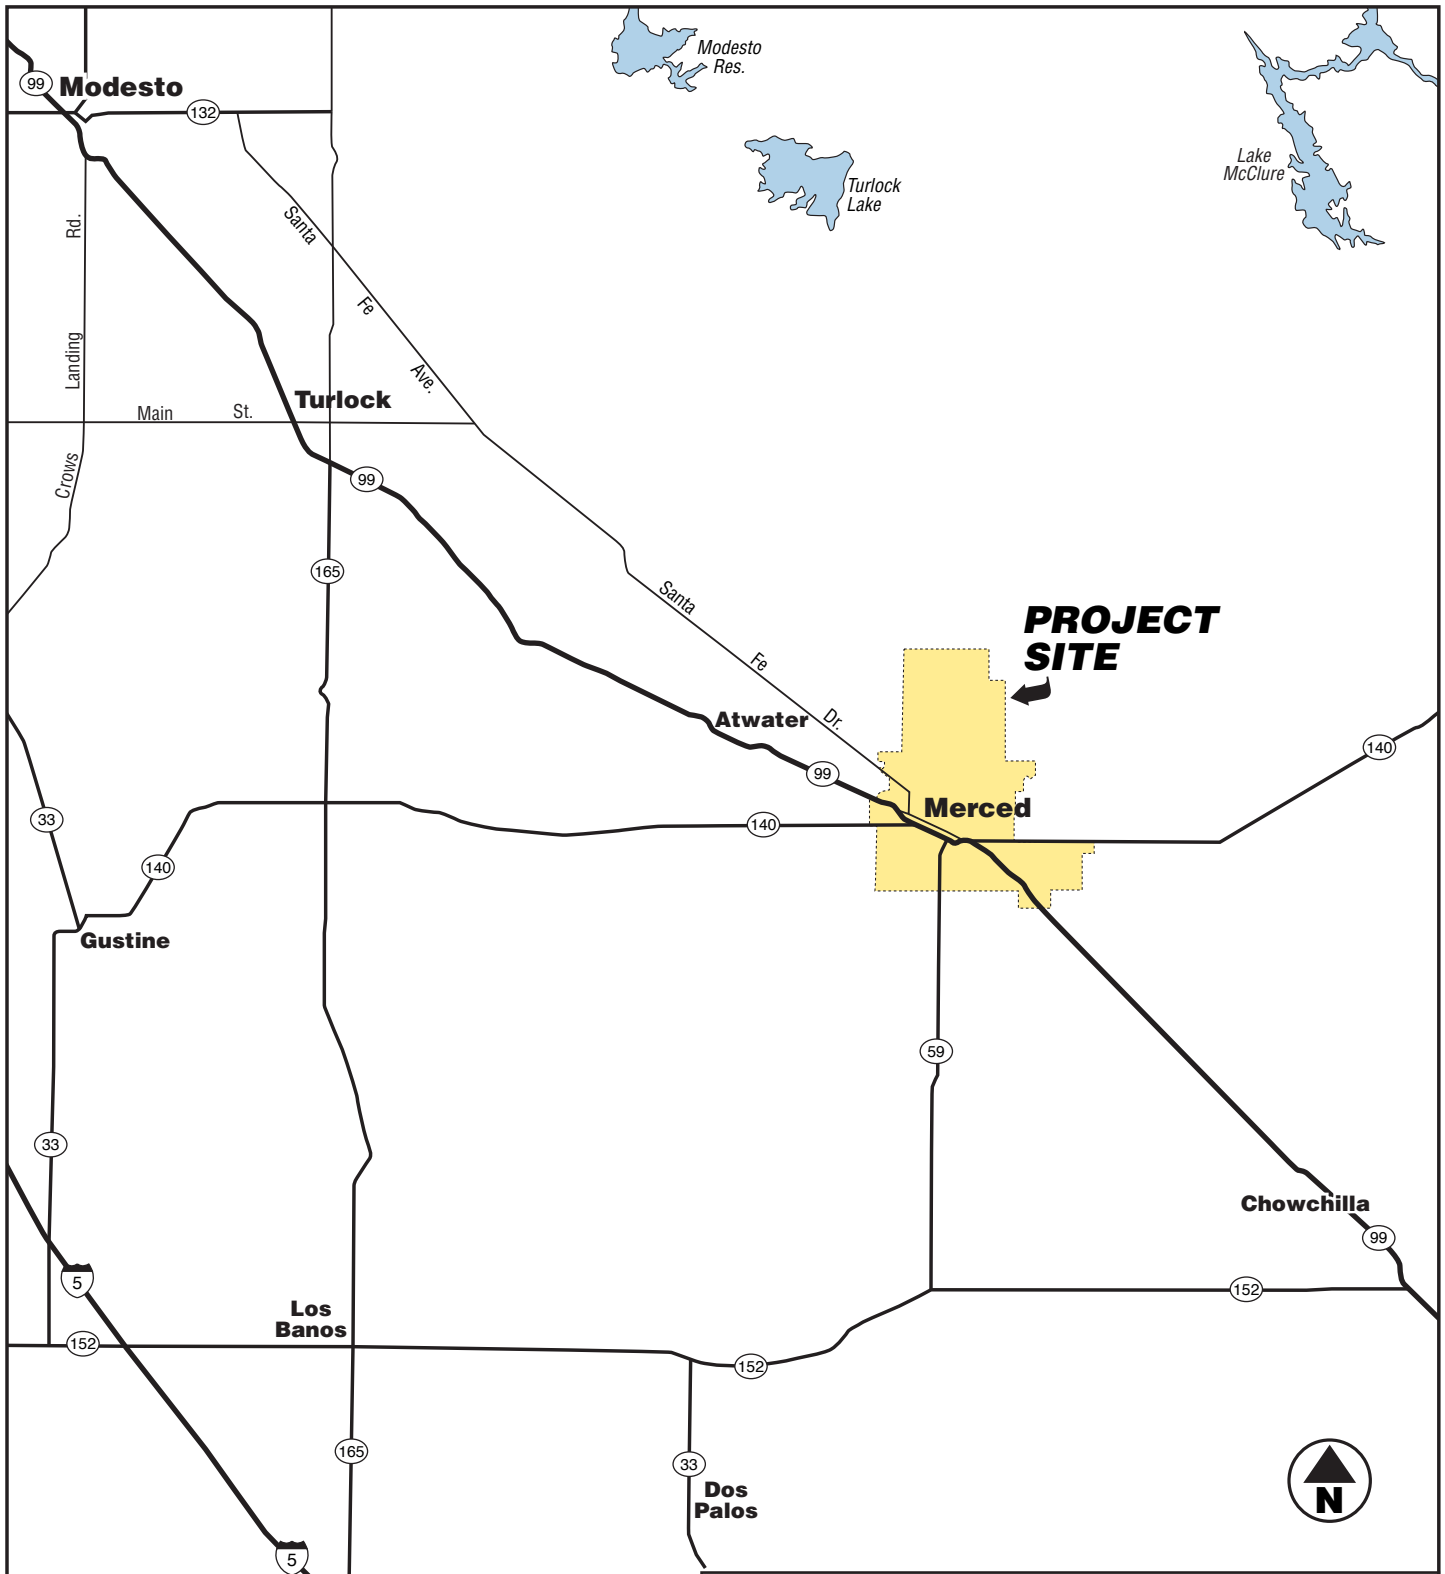 Modesto
Res.
99
Modesto
132
Lake
McClure
Turlock
Lake
Santa
Fe
Ave.
Rd.
Landing
Crows
Turlock
Main St.
99
165
Santa
Fe
Dr.
PROJECT
SITE
Atwater
99
140
33
140
140
Merced
Gustine
59
33
Chowchilla
99
5
152
Los
Banos
152
152
165
33
Dos
Palos
N
5